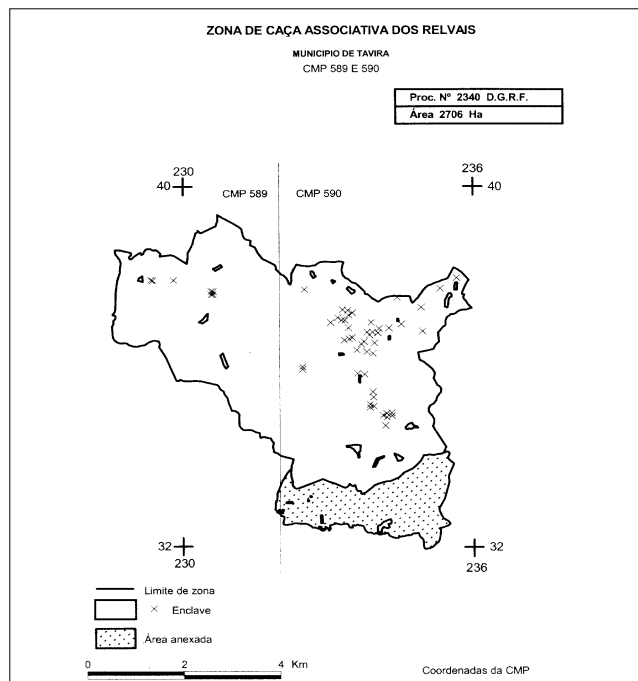 ZONA DE CAÇA ASSOCIATIVA DOS RELVAIS
MUNICIPIO DE TAVIRA
CMP 589 E 590
Proc. Nº 2340 D.G.R.F.
Área 2706 Ha
230
236
40
CMP 589
CMP 590
40
32
32
230
236
Limite de zona
Enclave
Área anexada
0 2 4 Km
Coordenadas da CMP